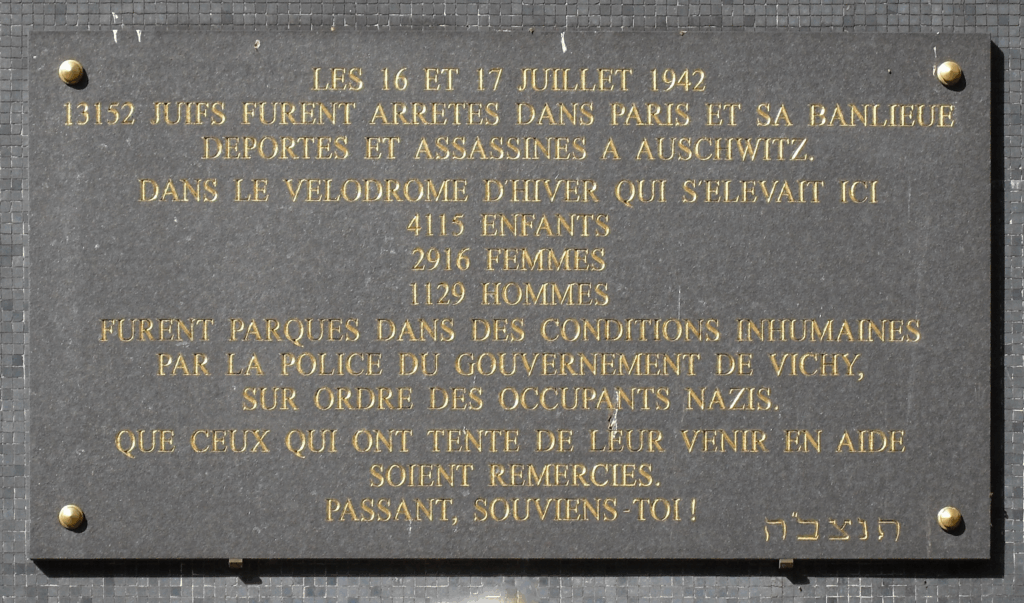 LES 16 ET 17 JUILLET 1942
13152 JUIFS FURENT ARRETES DANS PARIS ET SA BANLIEUE
DEPORTES ET ASSASSINES A AUSCHWITZ.
DANS LE VELODROME D'HIVER QUI S'ELEVAIT ICI
4115 ENFANTS
2916 FEMMES
1129 HOMMES
FURENT PARQUES DANS DES CONDITIONS INHUMAINES
PAR LA POLICE DU GOUVERNEMENT DE VICHY,
SUR ORDRE DES OCCUPANTS NAZIS.
QUE CEUX QUI ONT TENTE DE LEUR VENIR EN AIDE
SOIENT REMERCIES.
PASSANT, SOUVIENS-TOI !
תנצב"ה